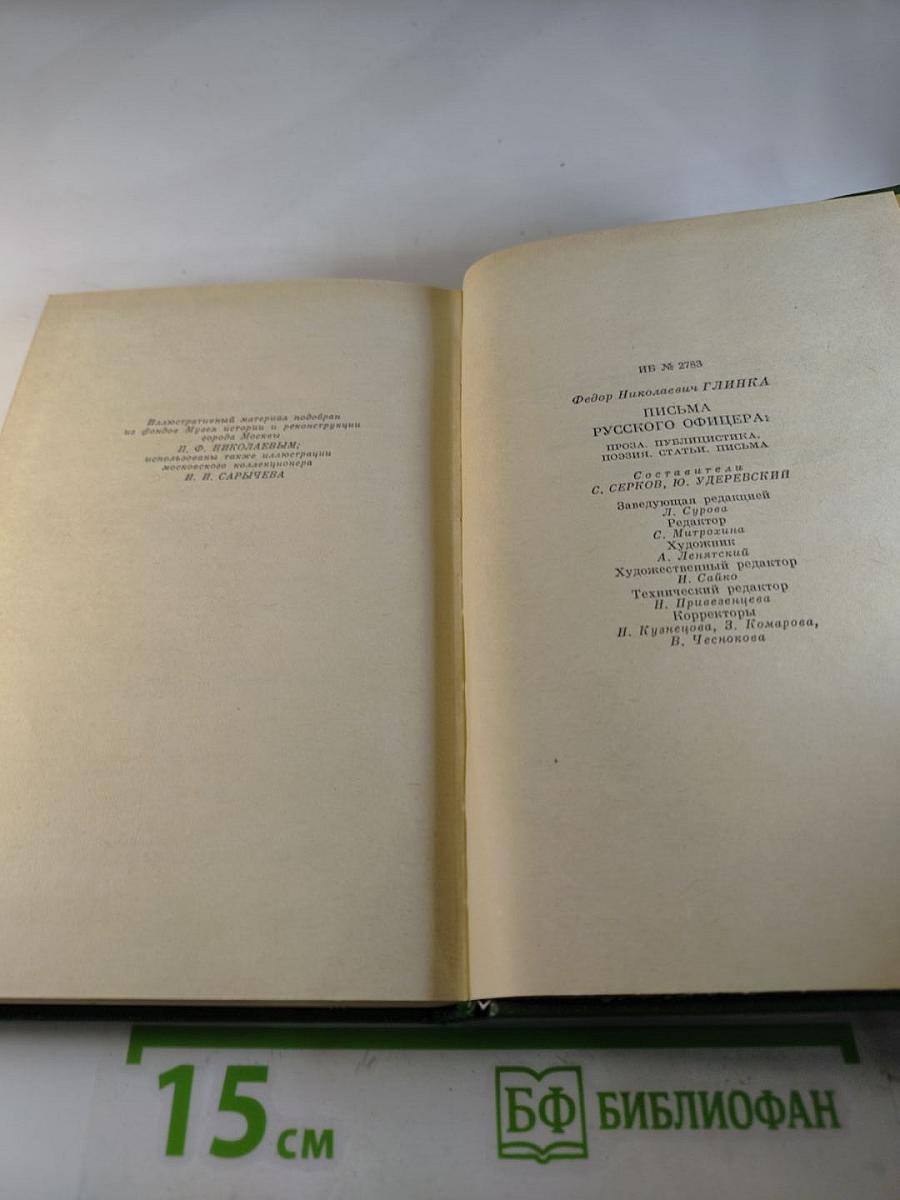 Иллюстративный материал подобран
из фондов Музея истории и реконструкции
города Москвы
П. Ф. НИКОЛАЕВЫМ;
использованы также иллюстрации
московского коллекционера
И. И. САРЫЧЕВА
ИБ № 2783
Федор Николаевич ГЛИНКА
ПИСЬМА
РУССКОГО ОФИЦЕРА;
ПРОЗА. ПУБЛИЦИСТИКА.
ПОЭЗИЯ. СТАТЬИ. ПИСЬМА
Составители
С. СЕРКОВ, Ю. УДЕРЕВСКИЙ
Заведующая редакцией
Л. Сурова
Редактор
С. Митрохина
Художник
А. Ленятский
Художественный редактор
И. Сайко
Технический редактор
Н. Привезенцева
Корректоры
И. Кузнецова, З. Комарова,
В. Чеснокова
15 см
БФ БИБЛИОФАН